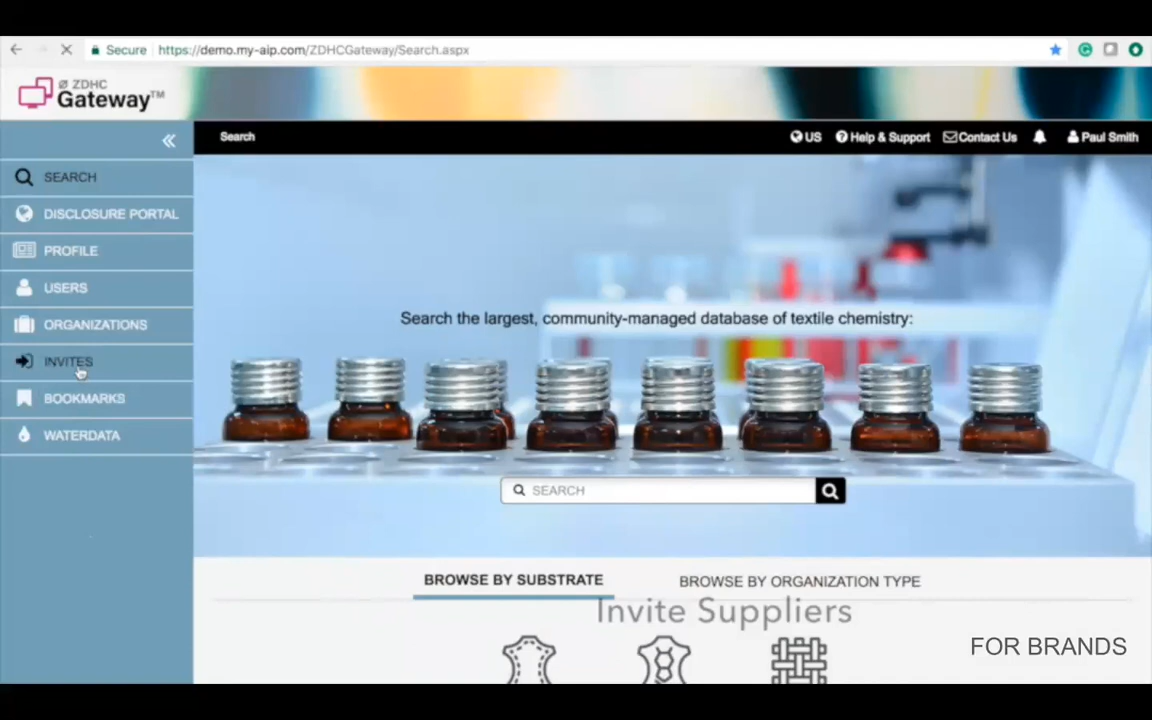 Secure https://demo.my-aip.com/ZDHCGateway/Search.aspx
ZDHC
Gateway™
Search
US
Help & Support
Contact Us
Paul Smith
SEARCH
DISCLOSURE PORTAL
PROFILE
USERS
ORGANIZATIONS
INVITES
BOOKMARKS
WATERDATA
Search the largest, community-managed database of textile chemistry:
SEARCH
BROWSE BY SUBSTRATE
BROWSE BY ORGANIZATION TYPE
Invite Suppliers
FOR BRANDS